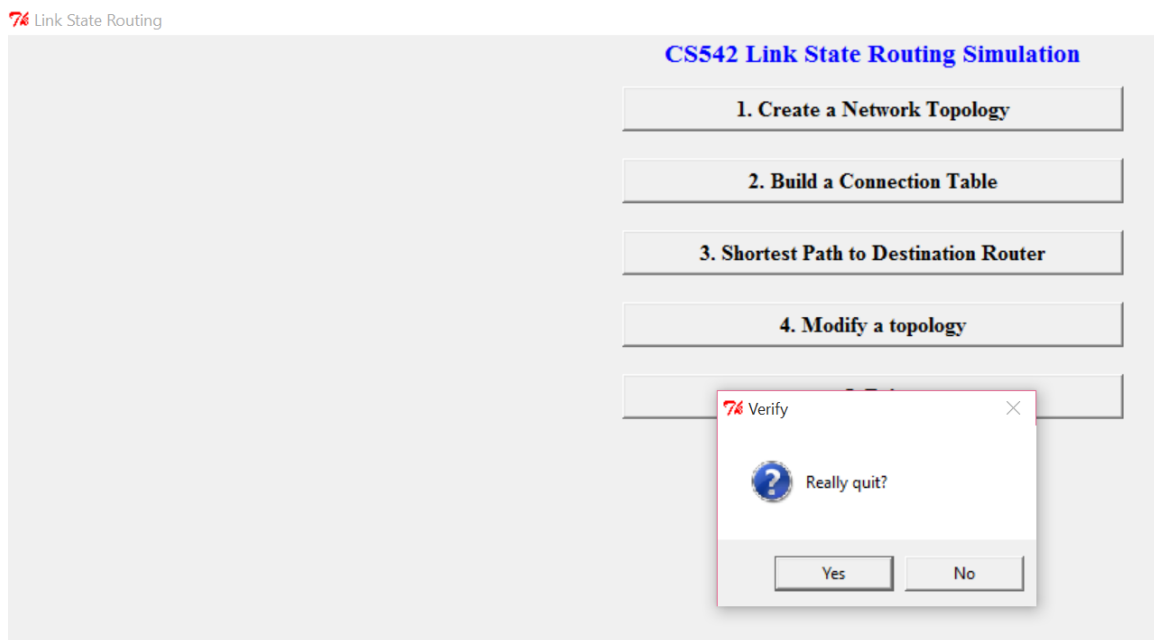 Link State Routing
CS542 Link State Routing Simulation
1. Create a Network Topology
2. Build a Connection Table
3. Shortest Path to Destination Router
4. Modify a topology
Verify
Really quit?
Yes
No